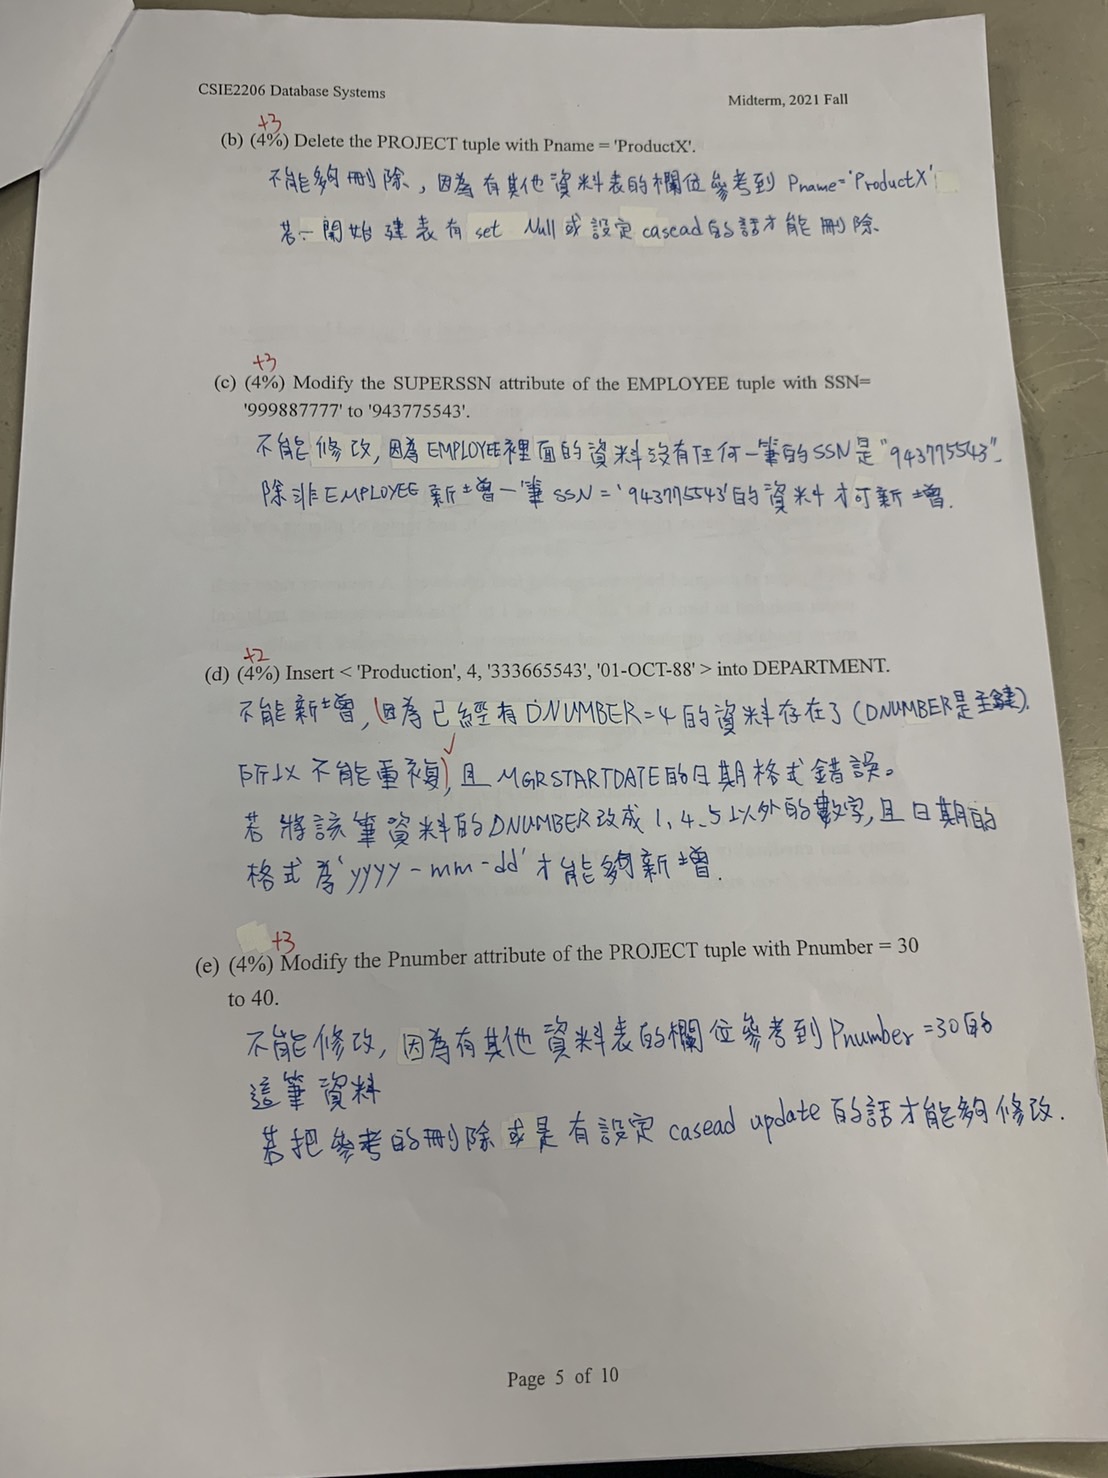 CSIE2206 Database Systems
Midterm, 2021 Fall
+3
(b) (4%) Delete the PROJECT tuple with Pname = 'ProductX'.
不能夠刪除，因為有其他資料表的欄位參考到 Pname='ProductX'
若一開始建表有 set Null 或設定 casead 的話才能刪除.
+3
(c) (4%) Modify the SUPERSSN attribute of the EMPLOYEE tuple with SSN=
'999887777' to '943775543'.
不能修改, 因為 EMPLOYEE裡面的資料沒有任何一筆的SSN是"943775543".
除非EMPLOYEE 新增一筆 SSN='943775543'的資料才可新增.
+2
(d) (4%) Insert < 'Production', 4, '333665543', '01-OCT-88' > into DEPARTMENT.
不能新增, (因為已經有 DNUMBER=4 的資料存在了 (DNUMBER是主鍵).
所以不能重複), 且 MGRSTARTDATE的日期格式錯誤。
若將該筆資料的DNUMBER改成1,4、5以外的數字, 且日期的
格式為'yyyy-mm-dd'才能夠新增.
+3
(e) (4%) Modify the Pnumber attribute of the PROJECT tuple with Pnumber = 30
to 40.
不能修改, 因為有其他資料表的欄位參考到 Pnumber=30的
這筆資料
若把參考的刪除或是有設定 casead update 的話才能夠修改.
Page 5 of 10